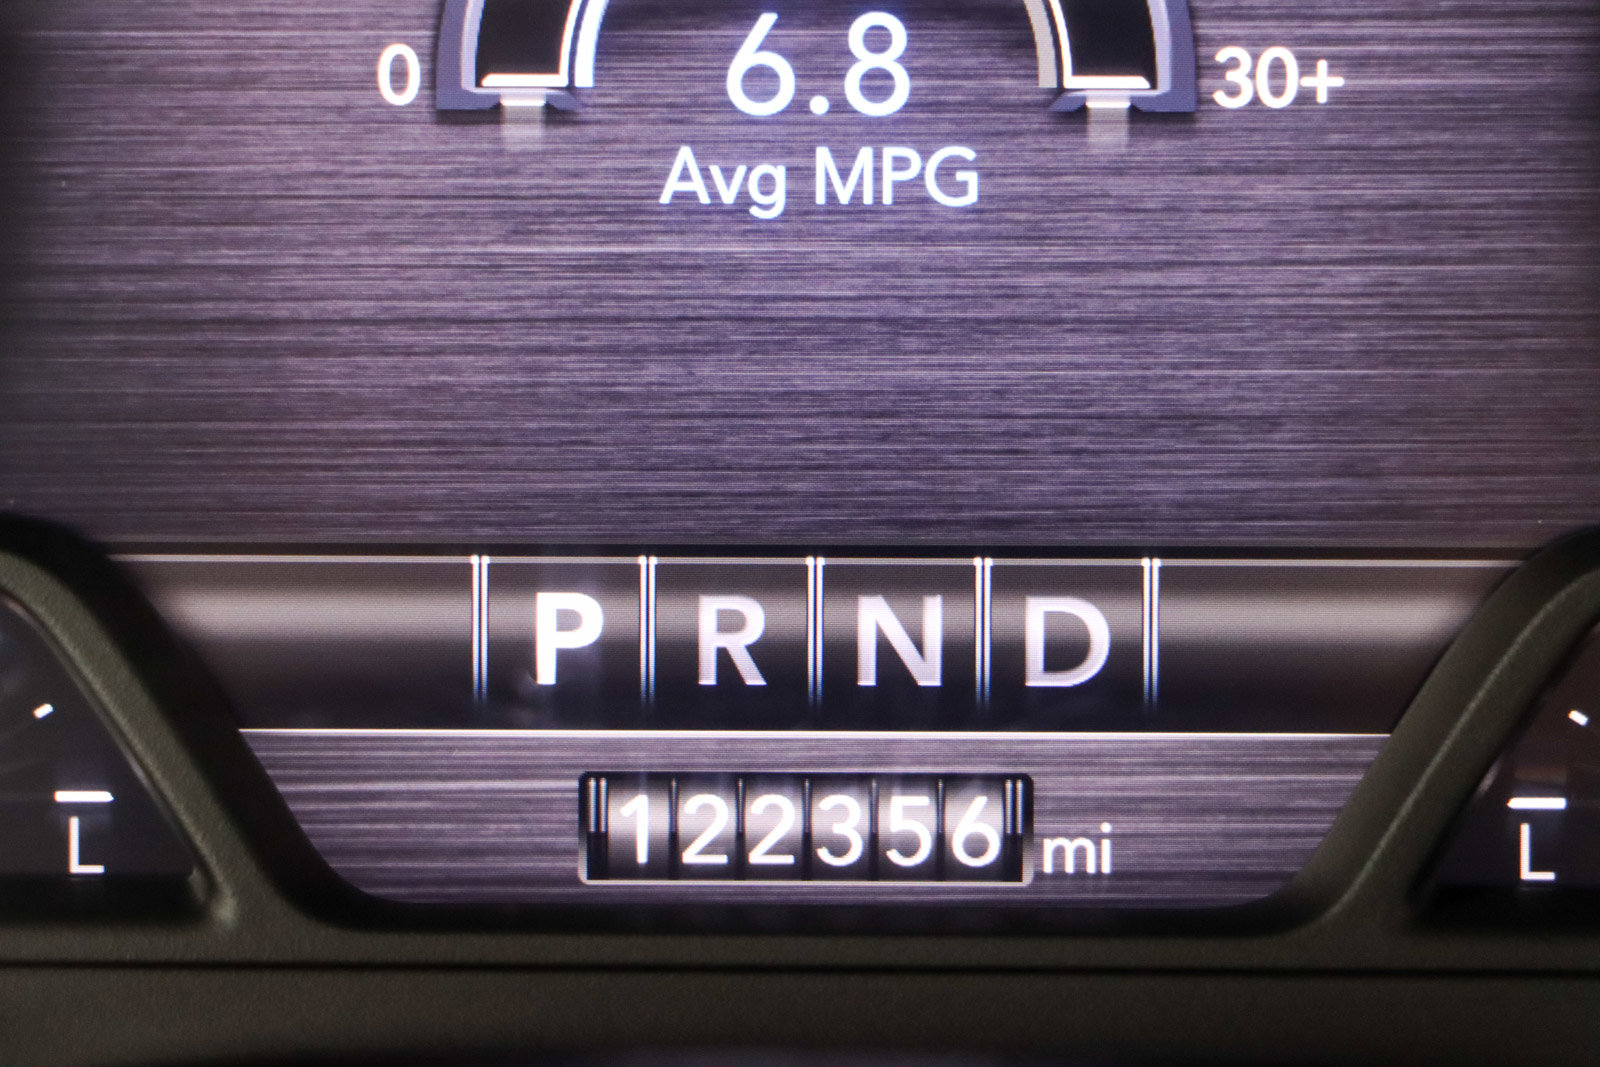 0 6.8 30+
Avg MPG
P R N D
122356 mi
L L